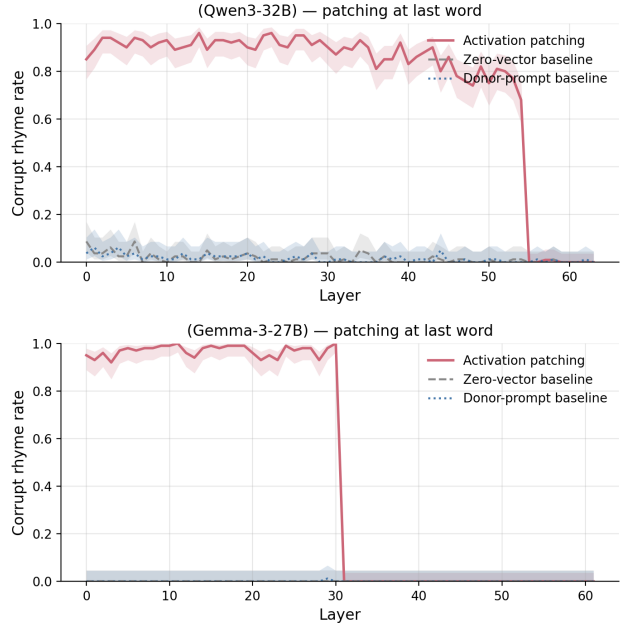 (Qwen3-32B) — patching at last word
1.0
0.8
0.6
0.4
0.2
0.0
Corrupt rhyme rate
Activation patching
Zero-vector baseline
Donor-prompt baseline
0 10 20 30 40 50 60
Layer
(Gemma-3-27B) — patching at last word
1.0
0.8
0.6
0.4
0.2
0.0
Corrupt rhyme rate
Activation patching
Zero-vector baseline
Donor-prompt baseline
0 10 20 30 40 50 60
Layer